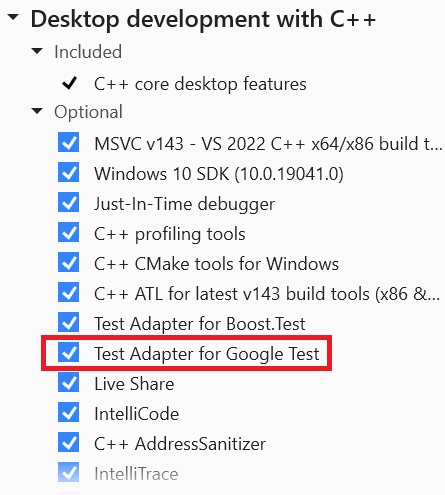 Desktop development with C++
Included
C++ core desktop features
Optional
MSVC v143 - VS 2022 C++ x64/x86 build t...
Windows 10 SDK (10.0.19041.0)
Just-In-Time debugger
C++ profiling tools
C++ CMake tools for Windows
C++ ATL for latest v143 build tools (x86 &...
Test Adapter for Boost.Test
Test Adapter for Google Test
Live Share
IntelliCode
C++ AddressSanitizer
IntelliTrace